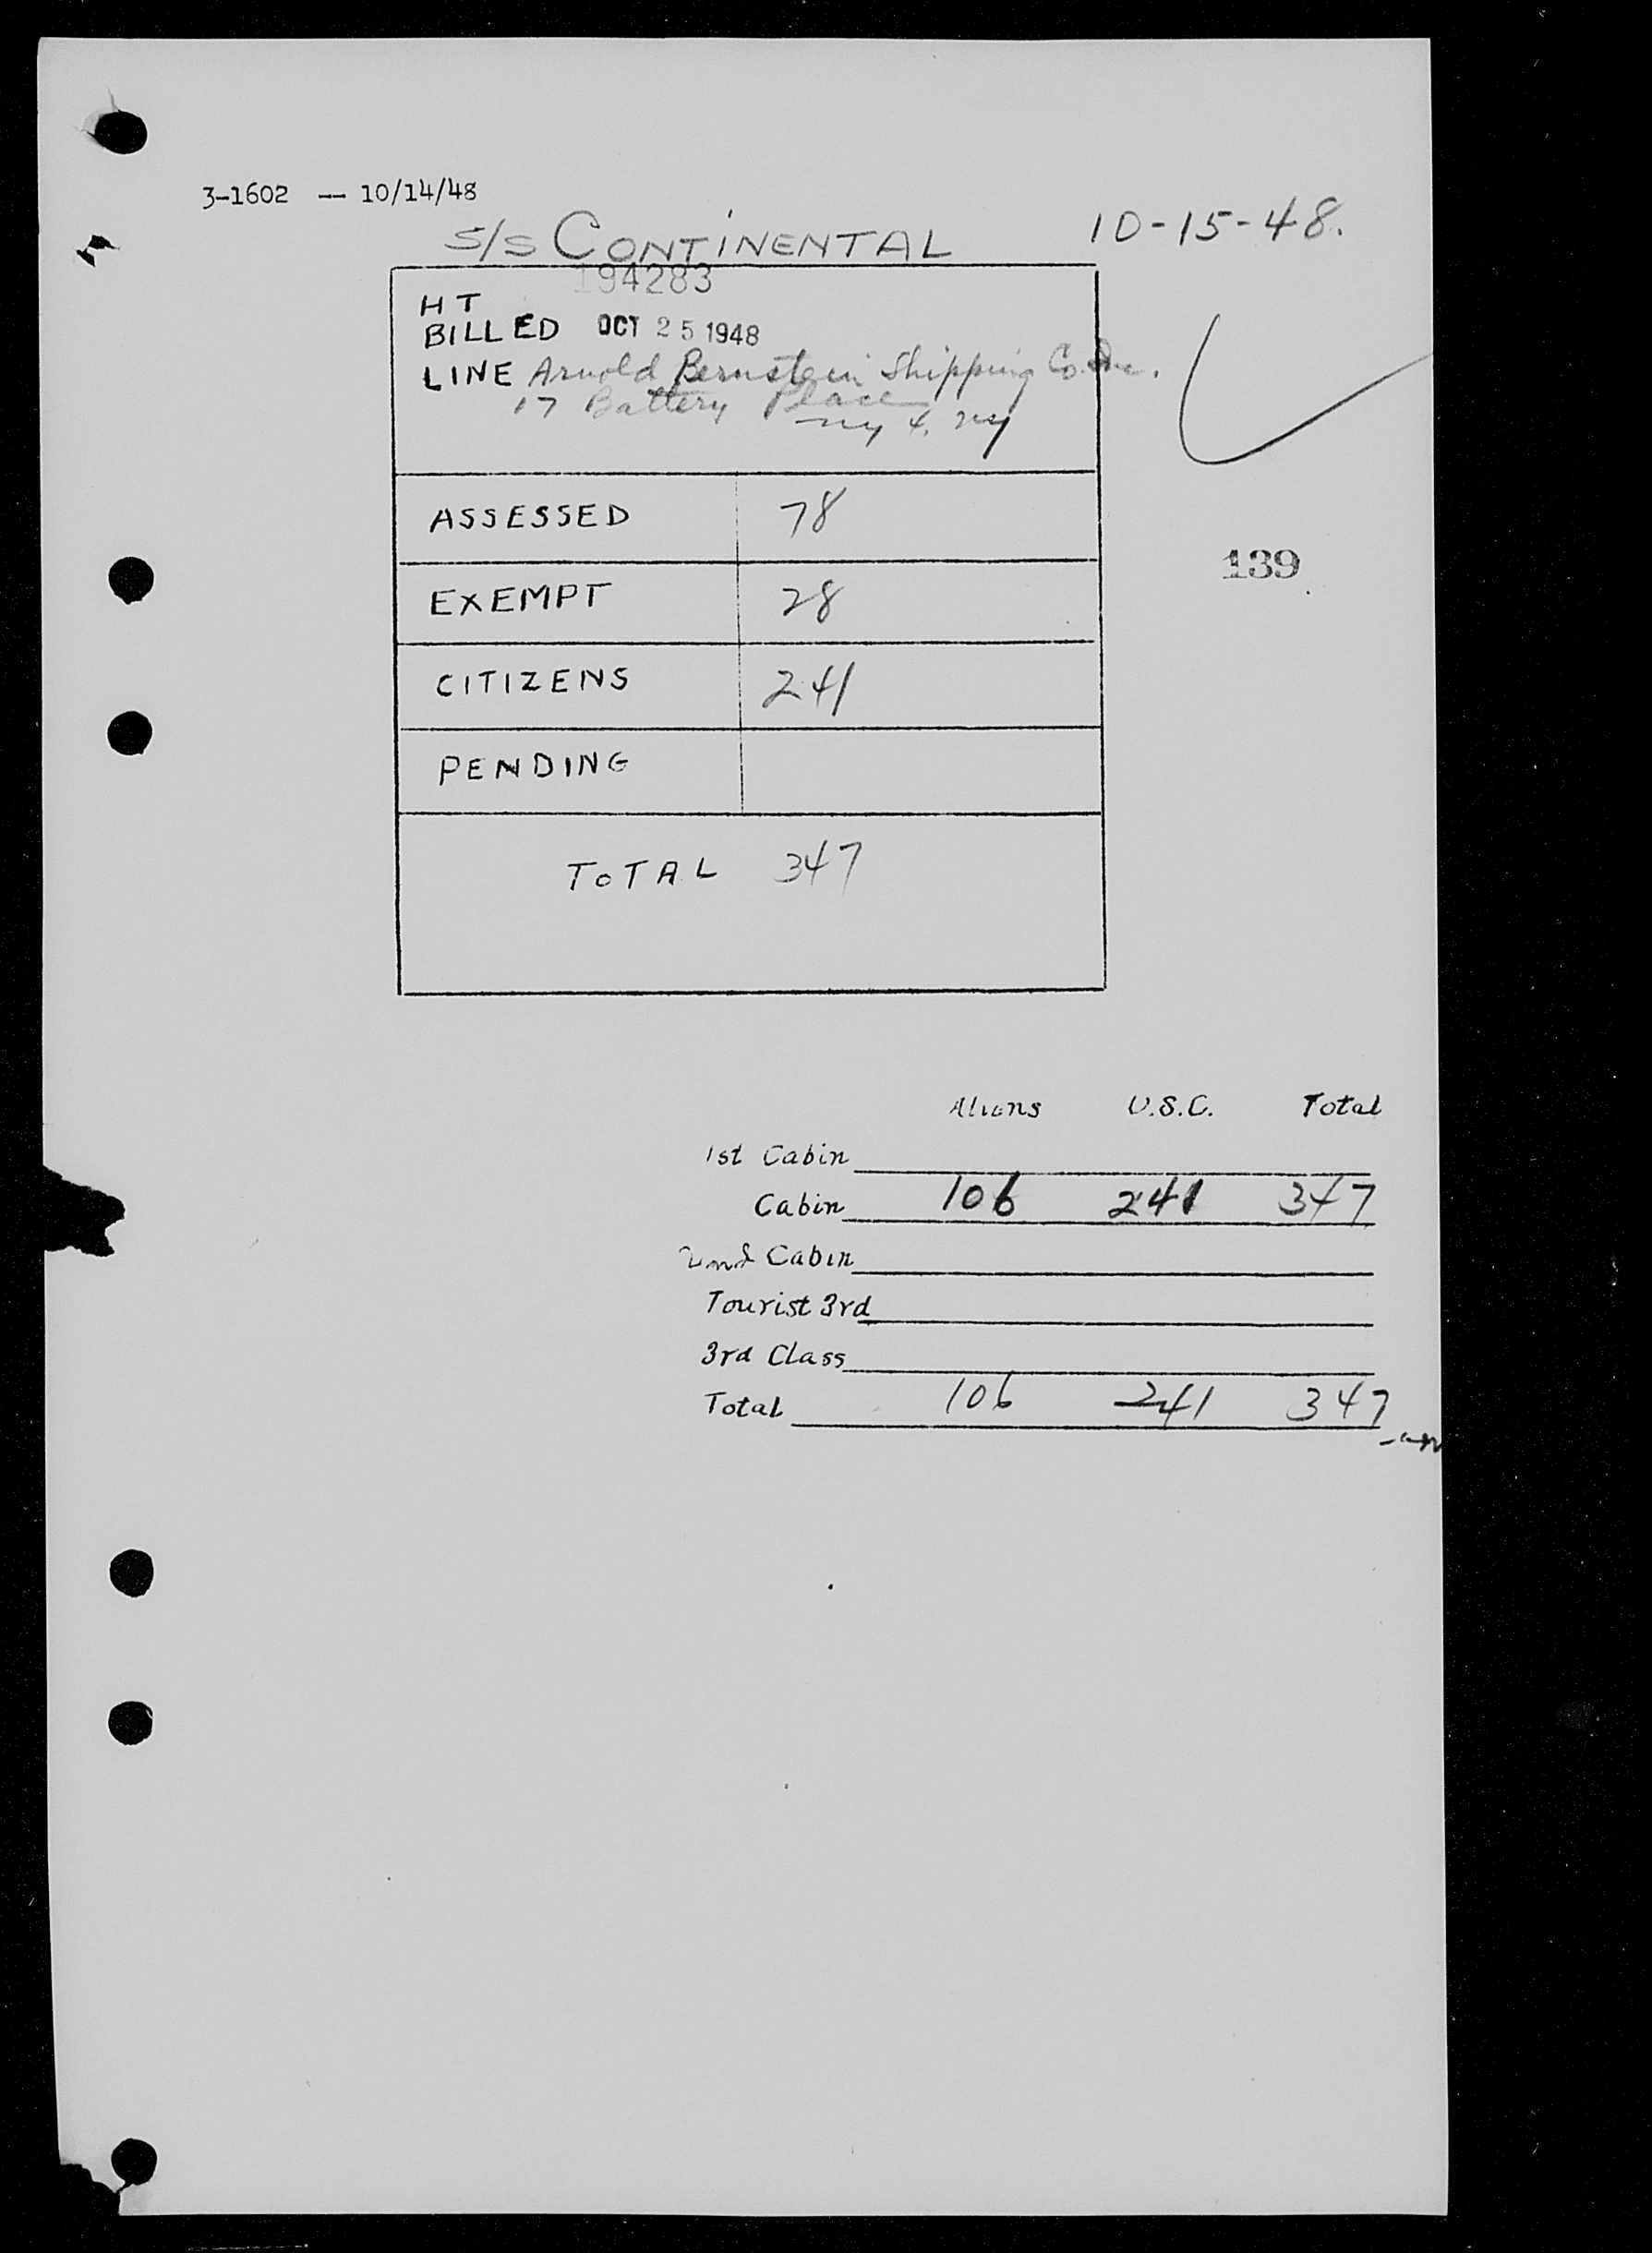 3-1602 -- 10/14/48
S/S CONTINENTAL 10-15-48.
194283
HT
BILLED OCT 25 1948
LINE Arnold Bernstein Shipping Co. Inc.
17 Battery Place
NY 4, NY
ASSESSED 78
139
EXEMPT 28
CITIZENS 241
PENDING
TOTAL 347
Aliens U.S.C. Total
1st Cabin
Cabin 106 241 347
2nd Cabin
Tourist 3rd
3rd Class
Total 106 241 347